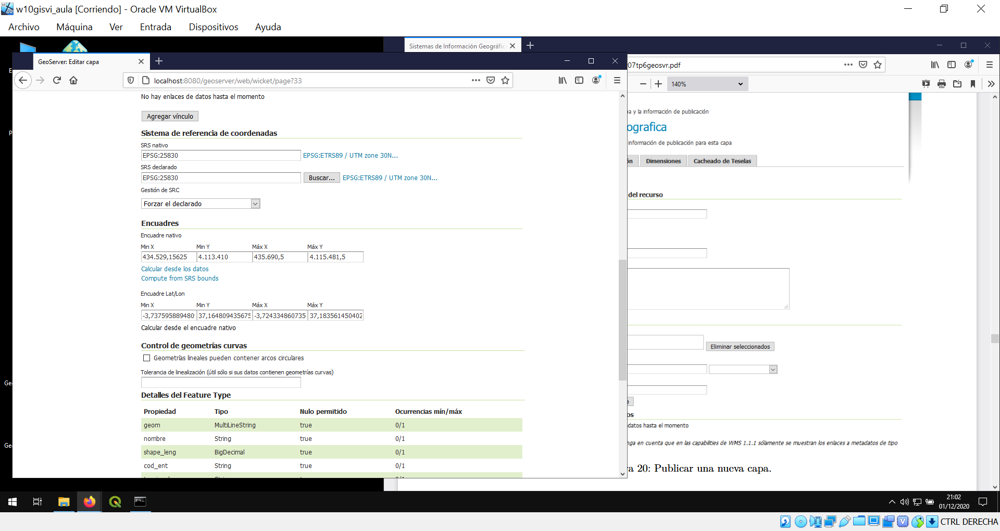 w10gisvi_aula [Corriendo] - Oracle VM VirtualBox
Archivo Máquina Ver Entrada Dispositivos Ayuda
Sistemas de Información Geográfic
GeoServer: Editar capa
localhost:8080/geoserver/web/wicket/page?33
07tp6geosvr.pdf
140%
No hay enlaces de datos hasta el momento
Agregar vínculo
Sistema de referencia de coordenadas
SRS nativo
EPSG:25830 EPSG:ETRS89 / UTM zone 30N...
SRS declarado
EPSG:25830 Buscar... EPSG:ETRS89 / UTM zone 30N...
Gestión de SRC
Forzar el declarado
Encuadres
Encuadre nativo
Min X Min Y Máx X Máx Y
434.529,15625 4.113.410 435.690,5 4.115.481,5
Calcular desde los datos
Compute from SRS bounds
Encuadre Lat/Lon
Min X Min Y Máx X Máx Y
-3,737595889480 37,164809435675 -3,724334860735 37,183561450402
Calcular desde el encuadre nativo
Control de geometrías curvas
Geometrías lineales pueden contener arcos circulares
Tolerancia de linealización (útil sólo si sus datos contienen geometrías curvas)
Detalles del Feature Type
Propiedad Tipo Nulo permitido Ocurrencias mín/máx
geom MultiLineString true 0/1
nombre String true 0/1
shape_leng BigDecimal true 0/1
cod_ent String true 0/1
a y la información de publicación
ografica
información de publicación para esta capa
ón Dimensiones Cacheado de Teselas
del recurso
Eliminar seleccionados
e
os
datos hasta el momento
nga en cuenta que en las capabilities de WMS 1.1.1 sólamente se muestran los enlaces a metadatos de tipo
a 20: Publicar una nueva capa.
E
P
Ge
Ge
21:02
01/12/2020
CTRL DERECHA